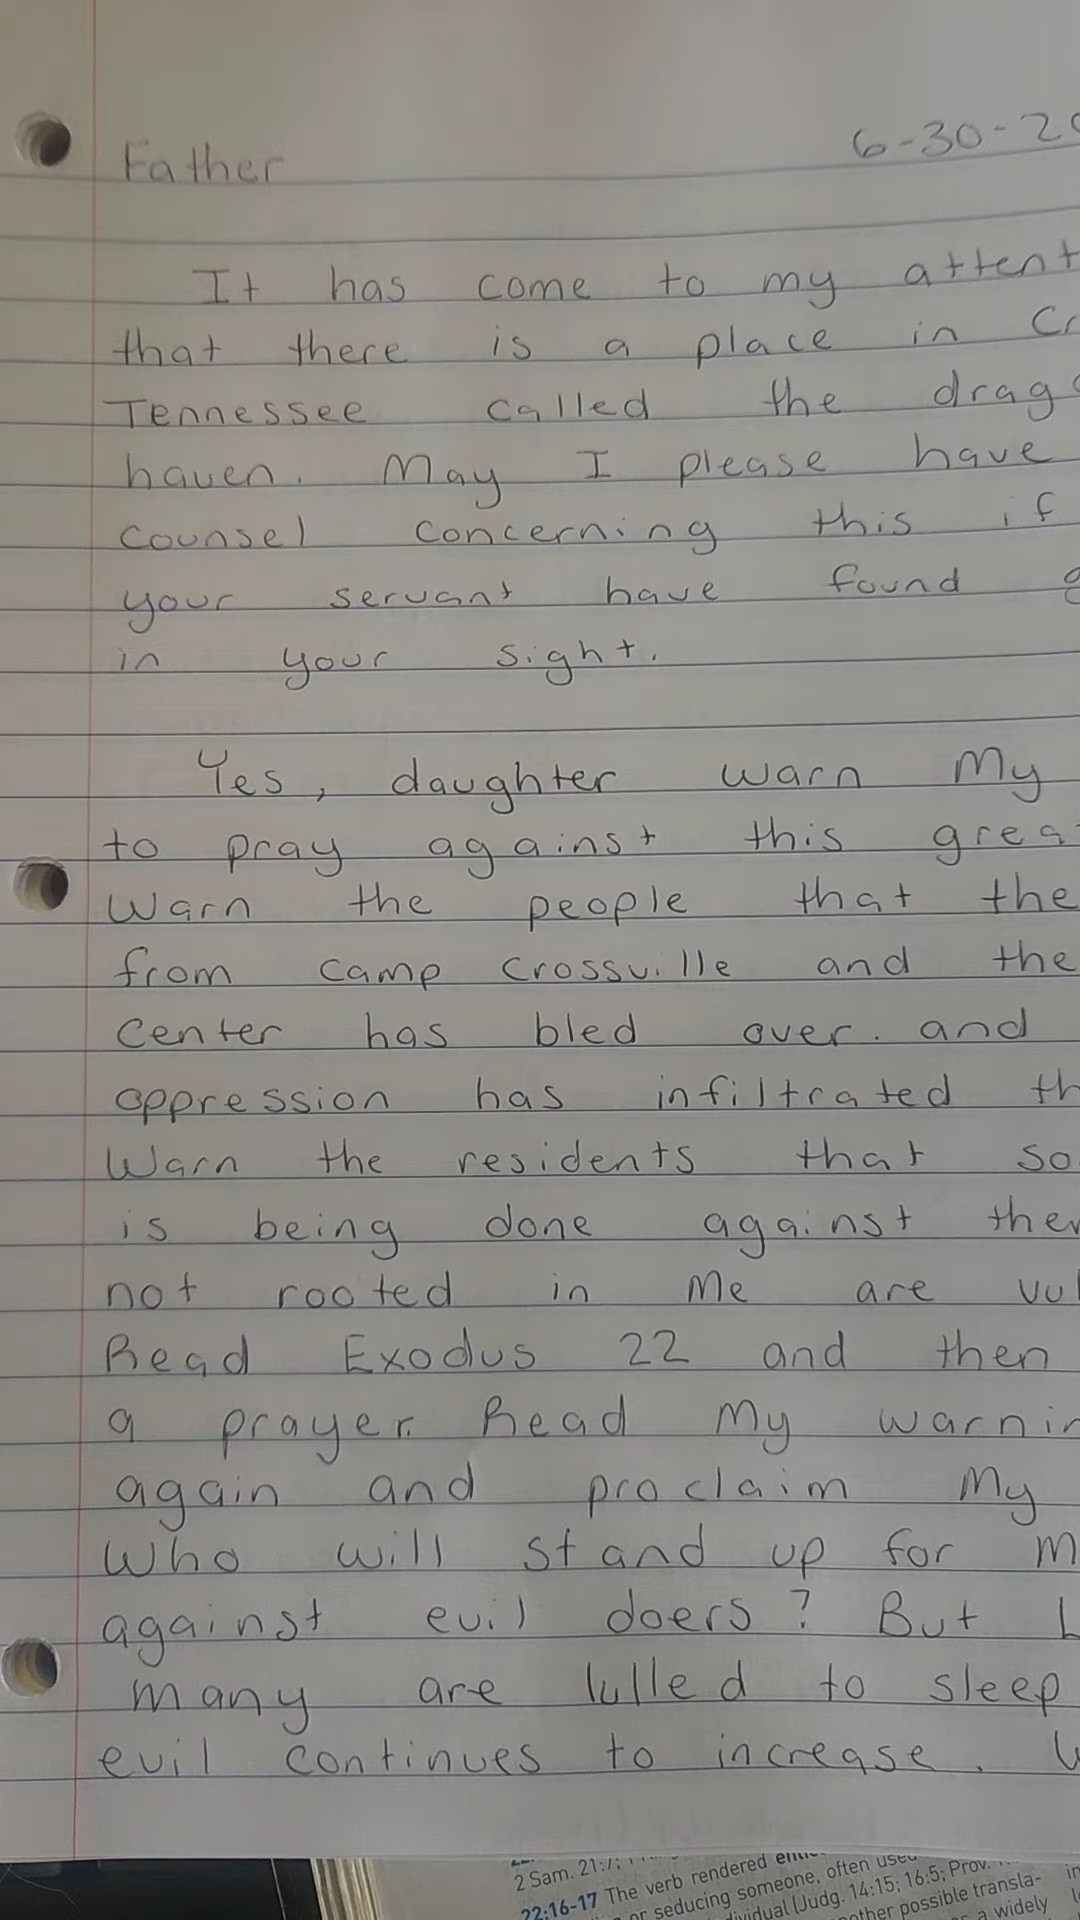 Father 6-30-20
It has come to my attent
that there is a place in Cr
Tennessee called the drag
haven. May I please have
counsel concerning this if
your servant have found g
in your sight.
Yes, daughter warn My
to pray against this grea
Warn the people that the
from camp Crossville and the
center has bled over. and
oppression has infiltrated th
Warn the residents that so
is being done against them
not rooted in Me are vul
Read Exodus 22 and then
a prayer. Read My warnin
again and proclaim My
Who will stand up for M
against evil doers? But
many are lulled to sleep
evil continues to increase.
2 Sam. 21:
22:16-17 The verb rendered
or seducing someone, often used
dividual (Judg. 14:15; 16:5; Prov.
other possible transla-
a widely